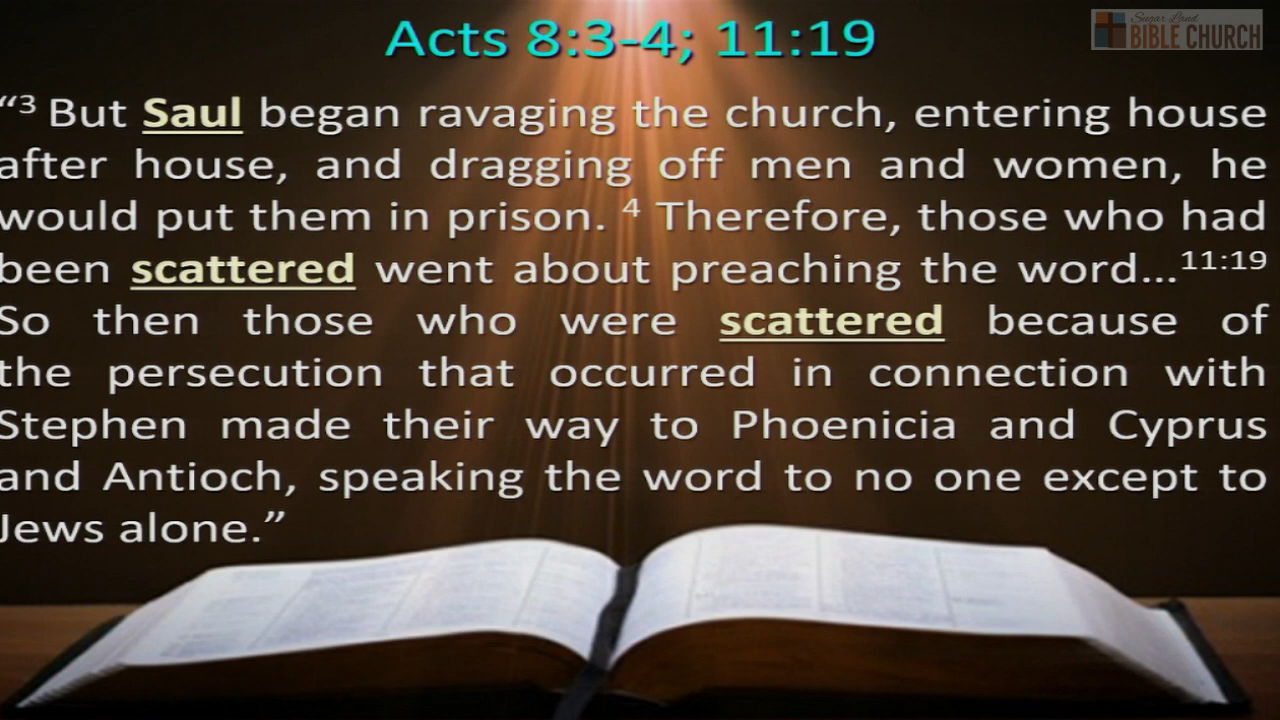 Acts 8:3-4; 11:19
Sugar Land
BIBLE CHURCH
“3 But Saul began ravaging the church, entering house
after house, and dragging off men and women, he
would put them in prison. 4 Therefore, those who had
been scattered went about preaching the word…11:19
So then those who were scattered because of
the persecution that occurred in connection with
Stephen made their way to Phoenicia and Cyprus
and Antioch, speaking the word to no one except to
Jews alone.”